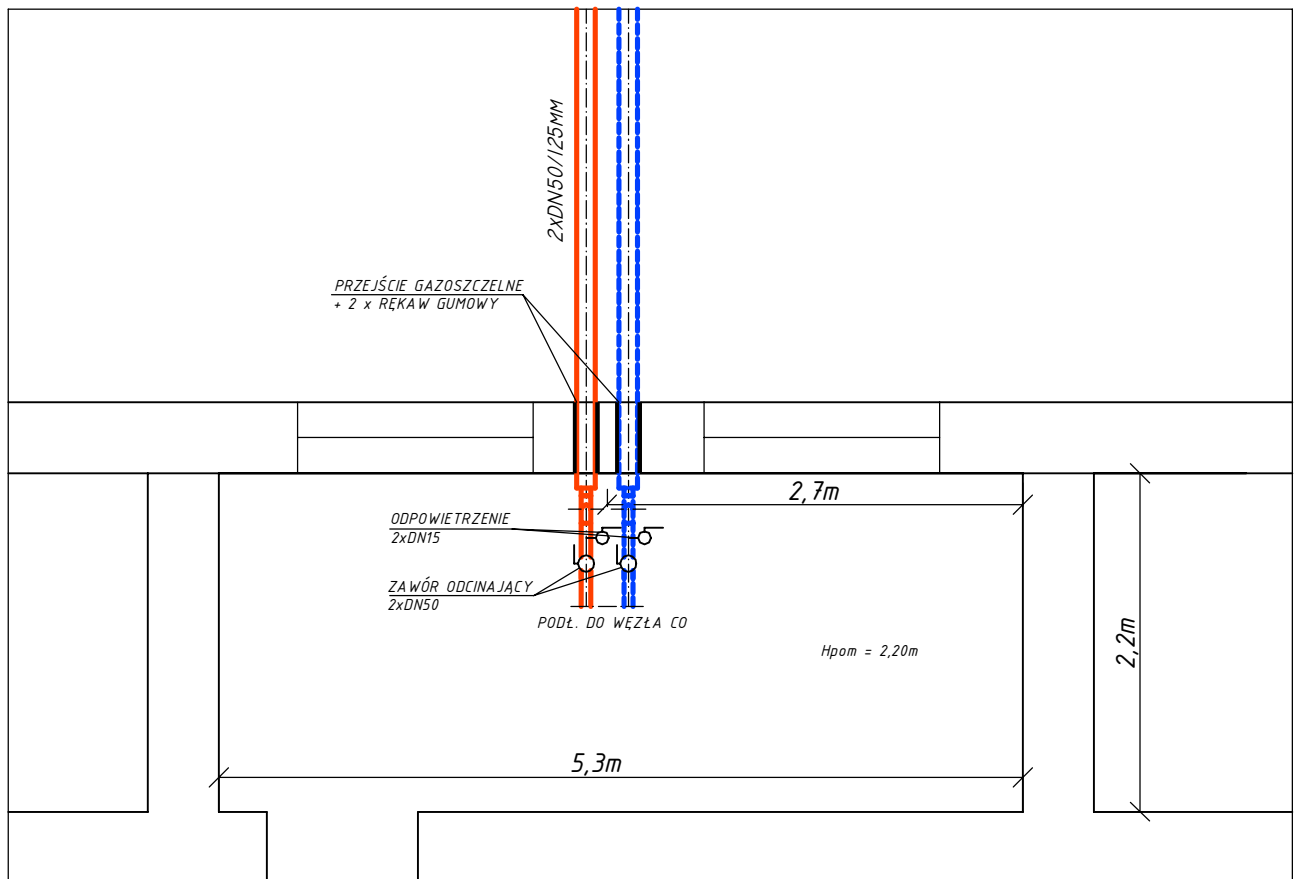 2xDN50/125MM
PRZEJŚCIE GAZOSZCZELNE
+ 2 x RĘKAW GUMOWY
2,7m
ODPOWIETRZENIE
2xDN15
ZAWÓR ODCINAJĄCY
2xDN50
PODŁ. DO WĘZŁA CO
Hpom = 2,20m
2,2m
5,3m